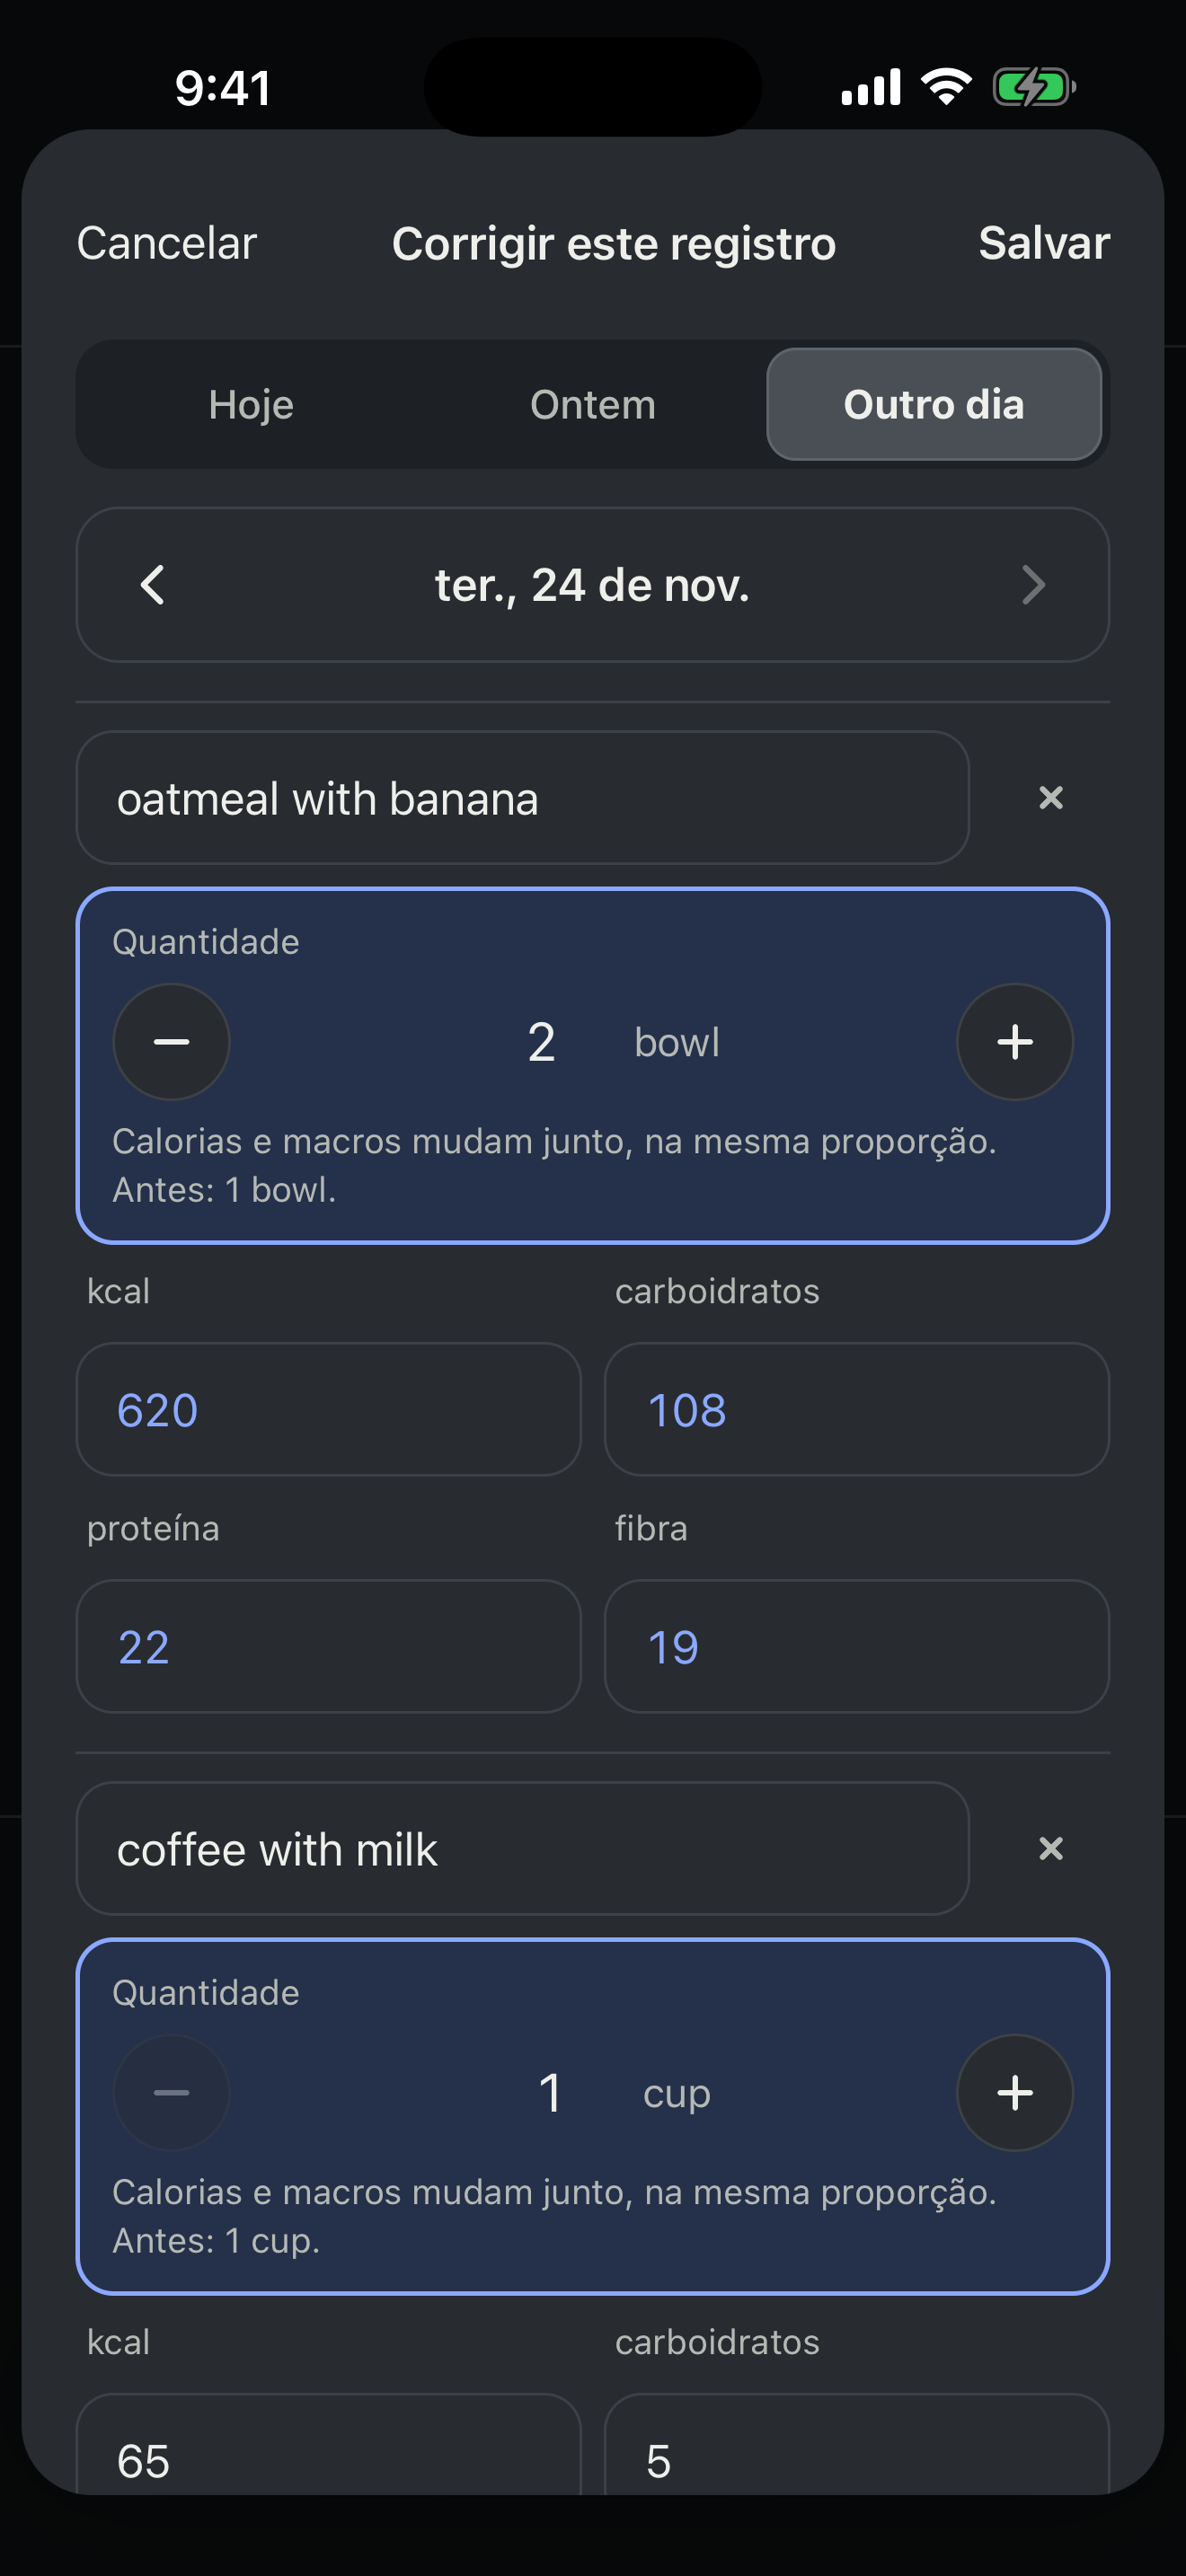 9:41
Cancelar
Corrigir este registro
Salvar
Hoje
Ontem
Outro dia
ter., 24 de nov.
oatmeal with banana
Quantidade
2 bowl
Calorias e macros mudam junto, na mesma proporção.
Antes: 1 bowl.
kcal
carboidratos
620
108
proteína
fibra
22
19
coffee with milk
Quantidade
1 cup
Calorias e macros mudam junto, na mesma proporção.
Antes: 1 cup.
kcal
carboidratos
65
5